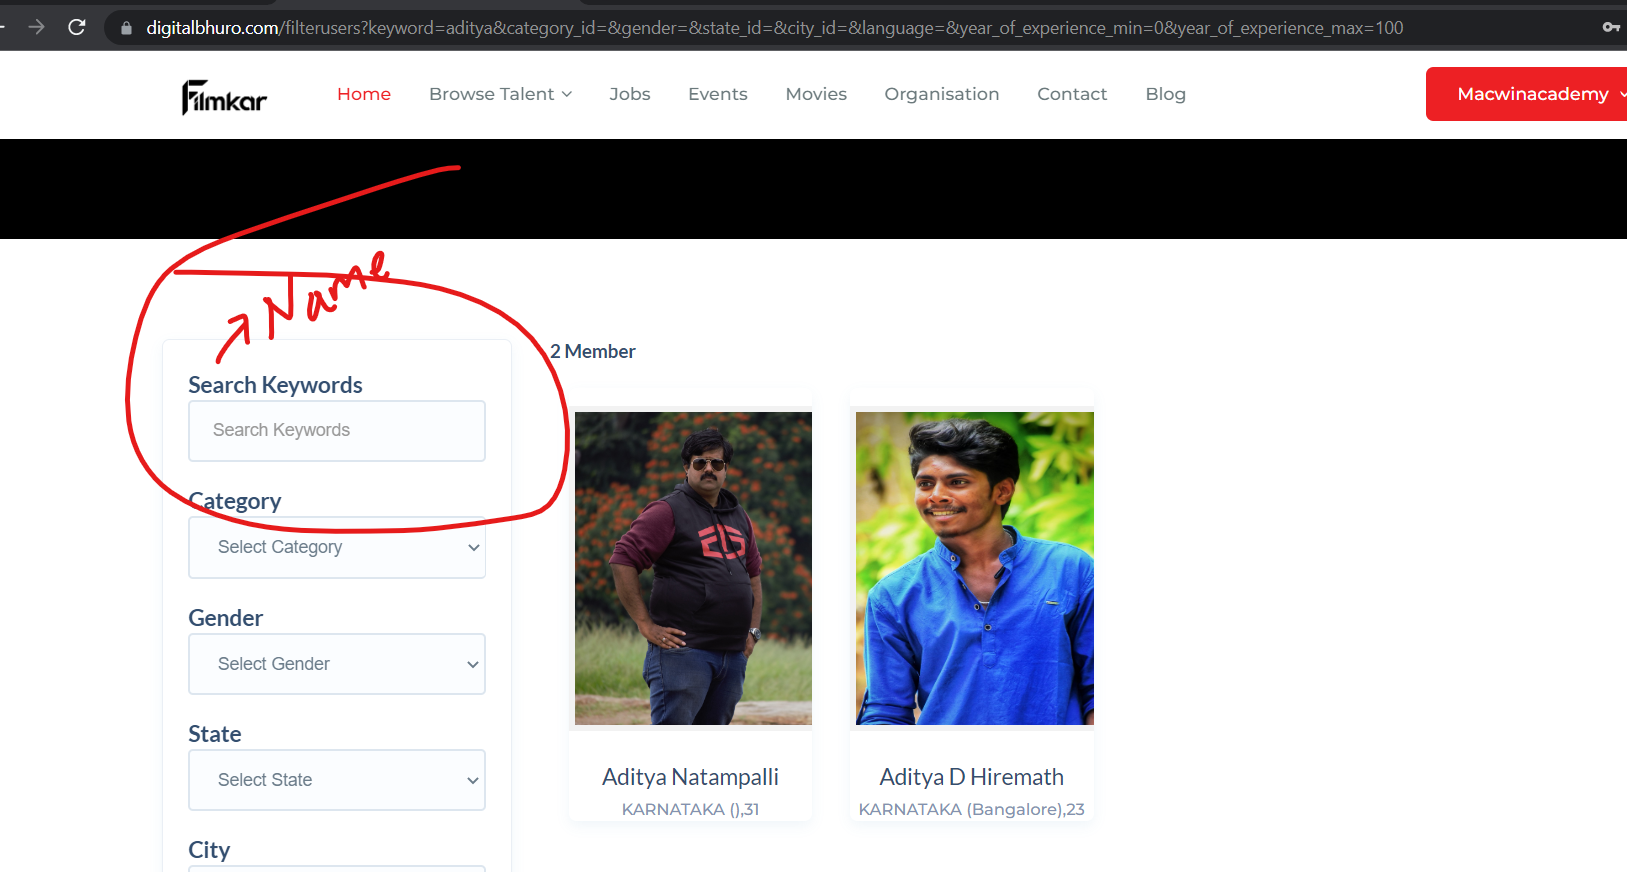 digitalbhuro.com/filterusers?keyword=aditya&category_id=&gender=&state_id=&city_id=&language=&year_of_experience_min=0&year_of_experience_max=100
Filmkar Home Browse Talent Jobs Events Movies Organisation Contact Blog Macwinacademy
Name
Search Keywords
Search Keywords
Category
Select Category
Gender
Select Gender
State
Select State
City
2 Member
Aditya Natampalli
KARNATAKA (),31
Aditya D Hiremath
KARNATAKA (Bangalore),23